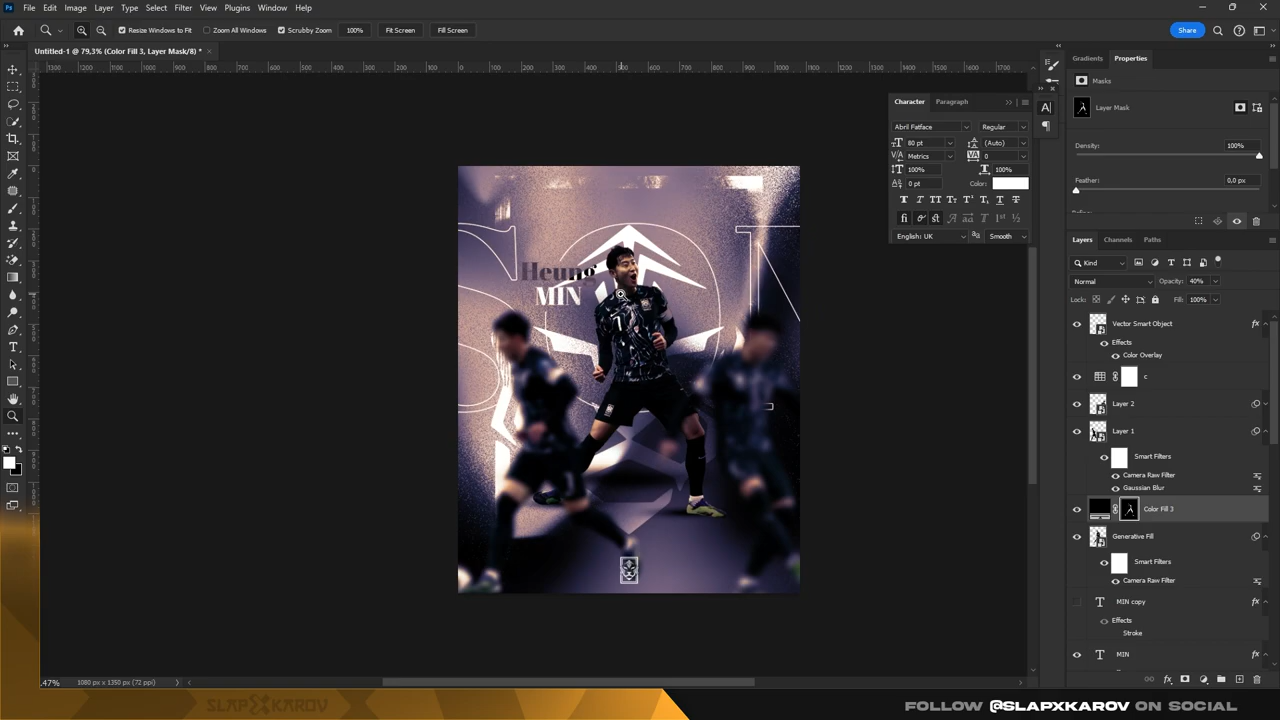 Ps File Edit Image Layer Type Select Filter View Plugins Window Help
Resize Windows to Fit Zoom All Windows Scrubby Zoom 100% Fit Screen Fill Screen Share
Untitled-1 @ 79,3% (Color Fill 3, Layer Mask/8) *
Gradients Properties
Masks
Layer Mask
Density: 100%
Feather: 0,0 px
Character Paragraph
Abril Fatface Regular
80 pt (Auto)
Metrics 0
100% 100%
0 pt Color:
English: UK Smooth
Heung
MIN
Layers Channels Paths
Kind
Normal Opacity: 40%
Lock: Fill: 100%
Vector Smart Object fx
Effects
Color Overlay
c
Layer 2
Layer 1
Smart Filters
Camera Raw Filter
Gaussian Blur
Color Fill 3
Generative Fill
Smart Filters
Camera Raw Filter
MIN copy fx
Effects
Stroke
MIN fx
.47% 1080 px x 1350 px (72 ppi)
SLAPXKAROV
FOLLOW @SLAPXKAROV ON SOCIAL